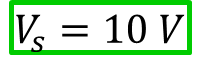 Vₛ = 10 V